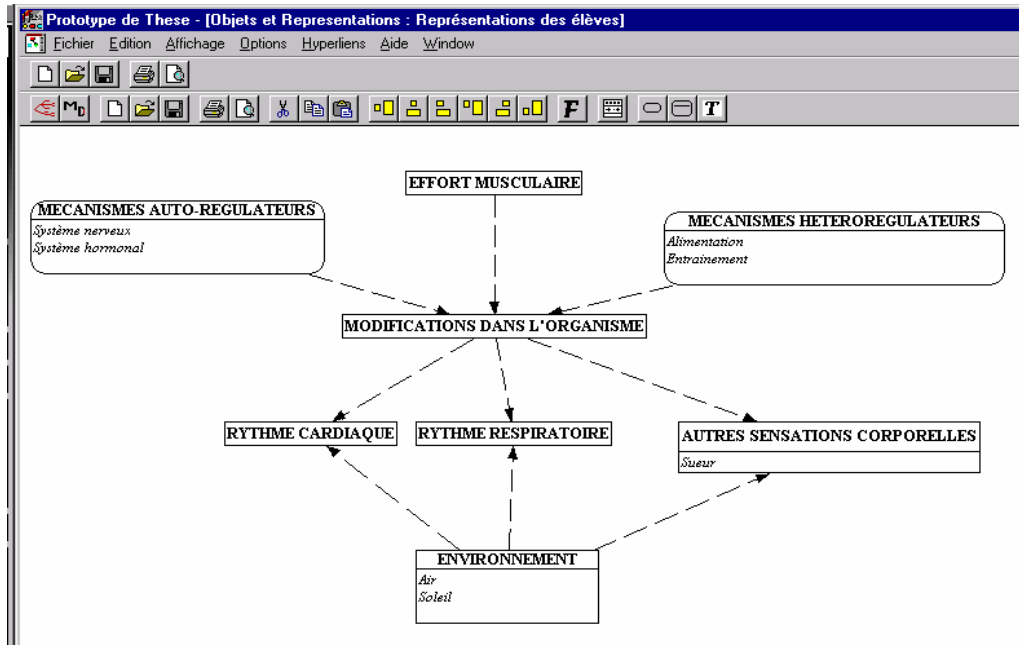 Prototype de These - [Objets et Representations : Représentations des élèves]
Fichier Edition Affichage Options Hyperliens Aide Window
MD F T
EFFORT MUSCULAIRE
MECANISMES AUTO-REGULATEURS
Système nerveux
Système hormonal
MECANISMES HETEROREGULATEURS
Alimentation
Entrainement
MODIFICATIONS DANS L'ORGANISME
RYTHME CARDIAQUE
RYTHME RESPIRATOIRE
AUTRES SENSATIONS CORPORELLES
Sueur
ENVIRONNEMENT
Air
Soleil